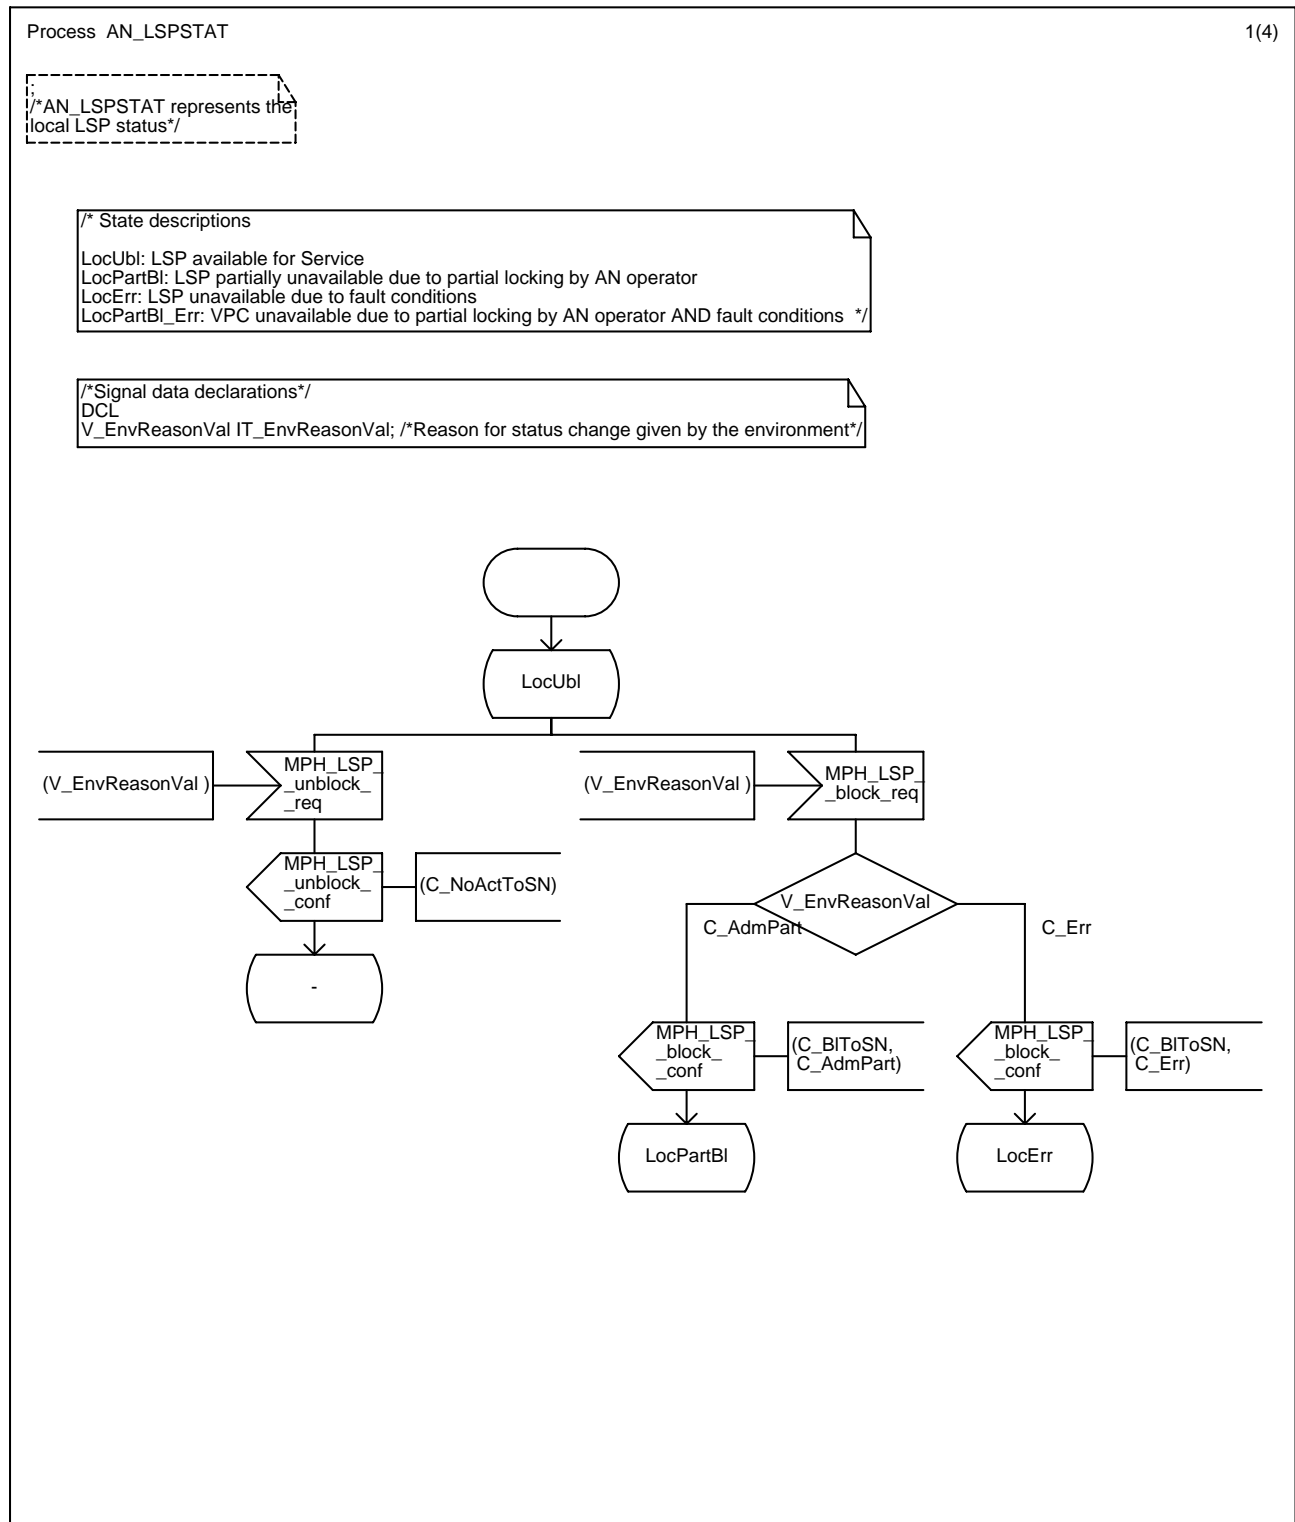 Process AN_LSPSTAT
1(4)
;
/*AN_LSPSTAT represents the
local LSP status*/
/* State descriptions
LocUbl: LSP available for Service
LocPartBl: LSP partially unavailable due to partial locking by AN operator
LocErr: LSP unavailable due to fault conditions
LocPartBl_Err: VPC unavailable due to partial locking by AN operator AND fault conditions */
/*Signal data declarations*/
DCL
V_EnvReasonVal IT_EnvReasonVal; /*Reason for status change given by the environment*/
LocUbl
(V_EnvReasonVal )
MPH_LSP_
_unblock_
_req
(V_EnvReasonVal )
MPH_LSP_
_block_req
MPH_LSP_
_unblock_
_conf
(C_NoActToSN)
V_EnvReasonVal
C_AdmPart
C_Err
-
MPH_LSP_
_block_
_conf
(C_BlToSN,
C_AdmPart)
MPH_LSP_
_block_
_conf
(C_BlToSN,
C_Err)
LocPartBl
LocErr